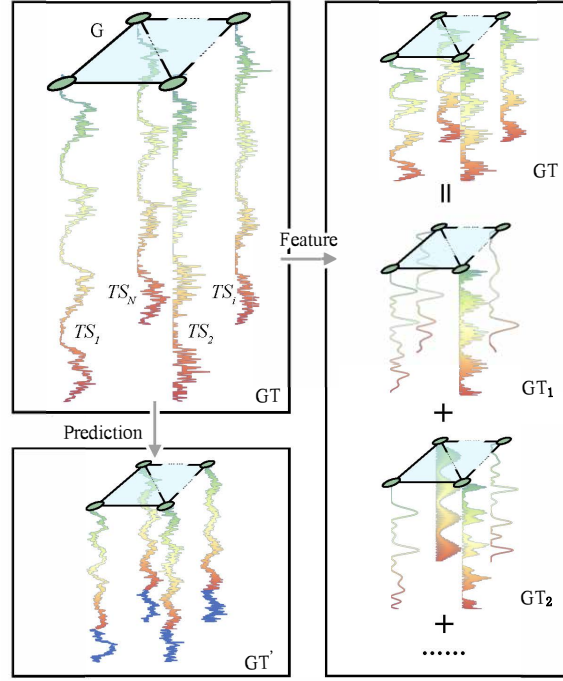 G
TS_N
TS_i
TS_1
TS_2
GT
Feature
Prediction
GT'
GT
=
GT₁
+
GT₂
+
......